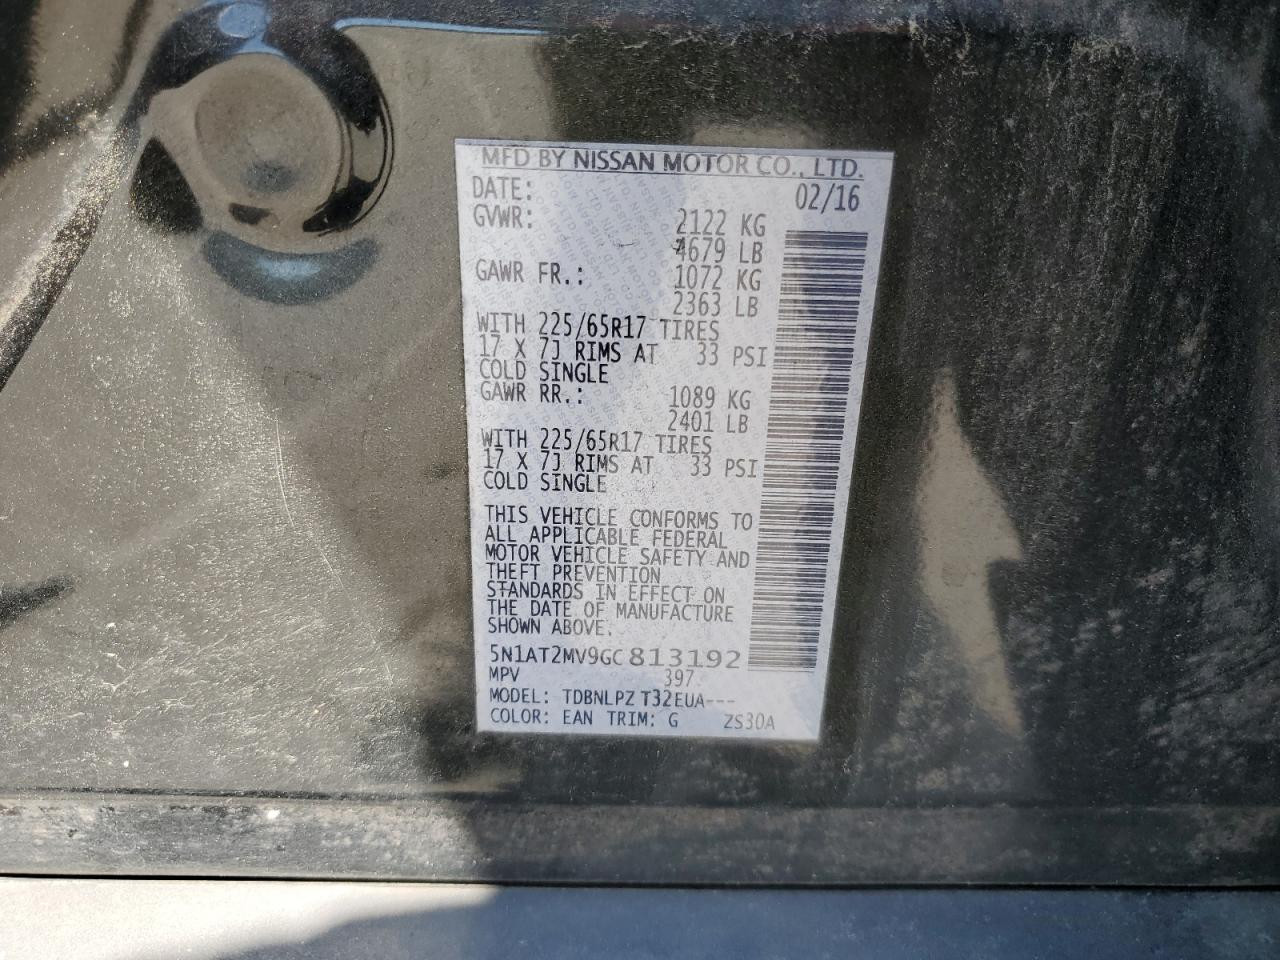 MFD BY NISSAN MOTOR CO., LTD.
DATE: 02/16
GVWR: 2122 KG
4679 LB
GAWR FR.: 1072 KG
2363 LB
WITH 225/65R17 TIRES
17 X 7J RIMS AT 33 PSI
COLD SINGLE
GAWR RR.: 1089 KG
2401 LB
WITH 225/65R17 TIRES
17 X 7J RIMS AT 33 PSI
COLD SINGLE
THIS VEHICLE CONFORMS TO
ALL APPLICABLE FEDERAL
MOTOR VEHICLE SAFETY AND
THEFT PREVENTION
STANDARDS IN EFFECT ON
THE DATE OF MANUFACTURE
SHOWN ABOVE.
5N1AT2MV9GC813192
MPV 397
MODEL: TDBNLPZ T32EUA---
COLOR: EAN TRIM: G ZS30A